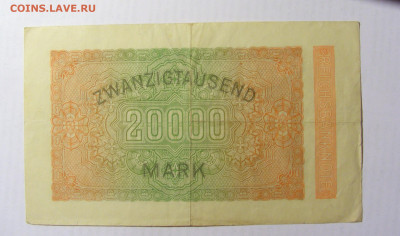 COINS.LAVE.RU
ZWANZIGTAUSEND
20000
MARK